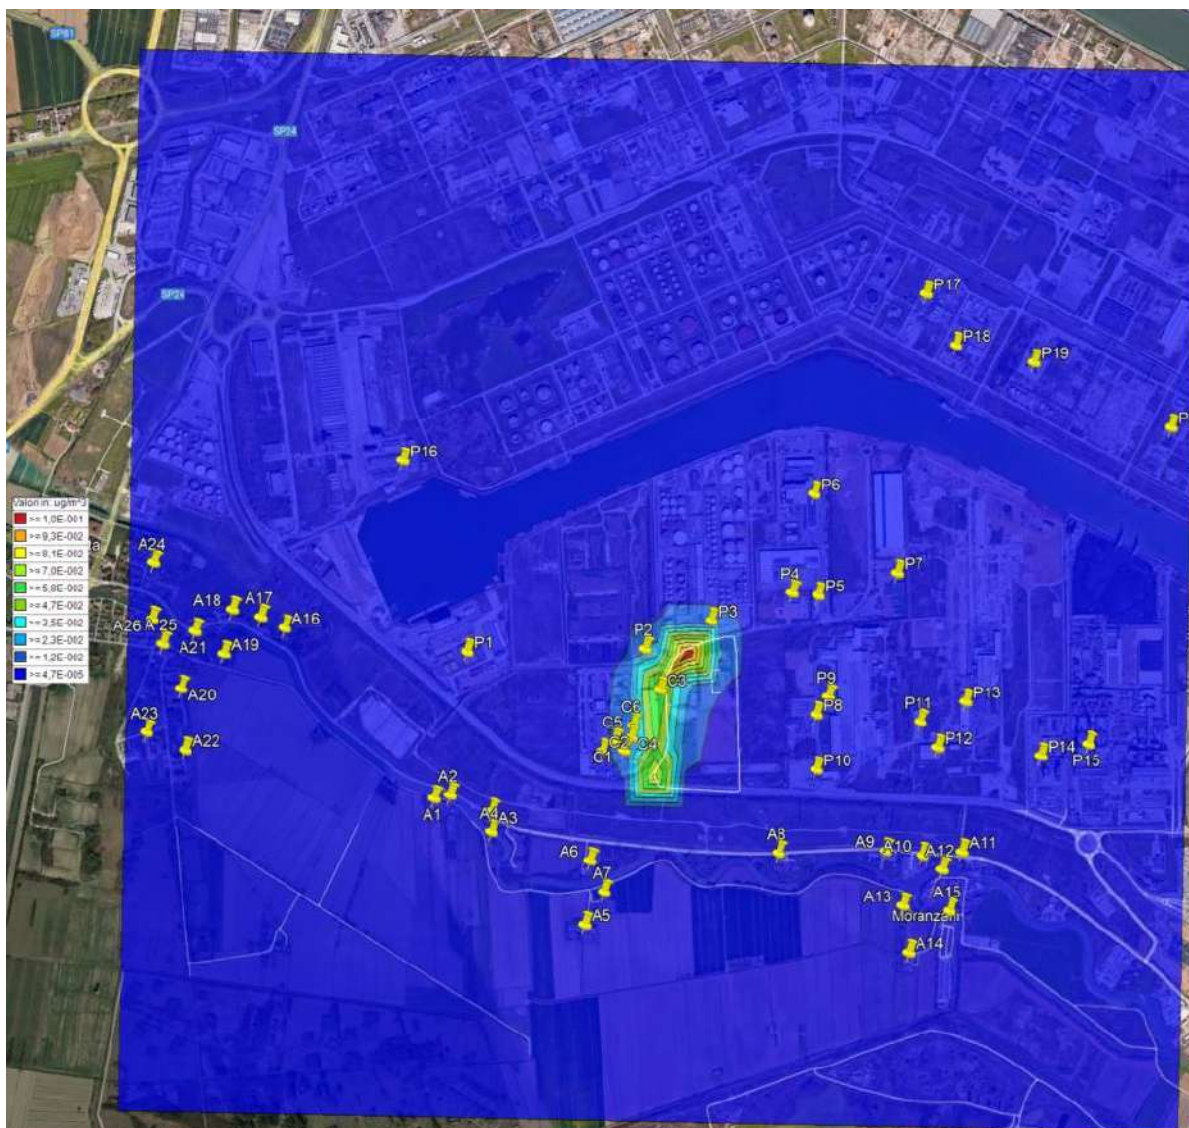 SP81
SP24
SP24
P17
P18
P19
P
P16
P6
Valori in: ug/m^3
>= 1,0E-001
>= 9,3E-002
>= 8,1E-002
>= 7,0E-002
>= 5,8E-002
>= 4,7E-002
>= 3,5E-002
>= 2,3E-002
>= 1,2E-002
>= 4,7E-005
a
A24
P7
P4
P5
A18
A17
A16
A26
A25
A21
A19
P3
P2
P1
A20
C3
P9
P8
P13
P11
A23
A22
C6
C5
C2
C4
C1
P12
P14
P15
P10
A2
A1
A4
A3
A6
A8
A9
A10
A11
A12
A7
A5
A13
A15
Moranzani
A14